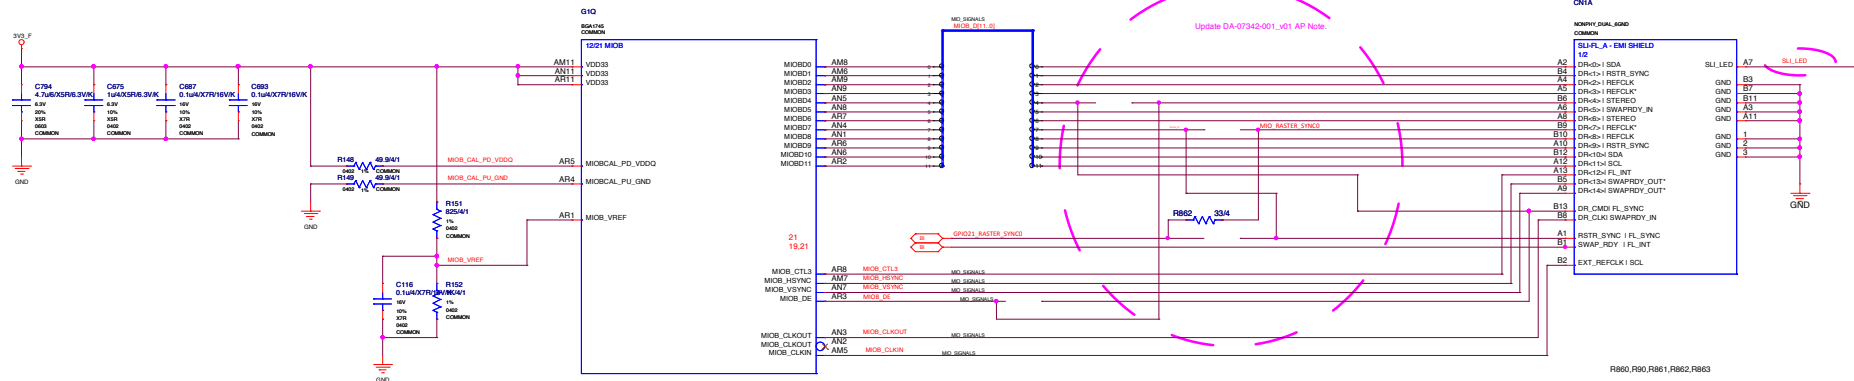 G1Q
BGA1745
COMMON
12/21 MIOB
3V3_F
C794
4.7u/6/X5R/6.3V/K
6.3V
20%
X5R
0603
COMMON
C675
1u/4/X5R/6.3V/K
6.3V
10%
X5R
0402
COMMON
C687
0.1u/4/X7R/16V/K
16V
10%
X7R
0402
COMMON
C693
0.1u/4/X7R/16V/K
16V
10%
X7R
0402
COMMON
GND
AM11 VDD33
AN11 VDD33
AR11 VDD33
R148 49.9/4/1
0402 1% COMMON
MIOB_CAL_PD_VDDQ
AR5 MIOBCAL_PD_VDDQ
R149 49.9/4/1
0402 1% COMMON
MIOB_CAL_PU_GND
AR4 MIOBCAL_PU_GND
GND
R151
825/4/1
1%
0402
COMMON
AR1 MIOB_VREF
MIOB_VREF
C116
0.1u/4/X7R/16V/K
16V
10%
X7R
0402
COMMON
R152
1%
0402
COMMON
GND
MIOBD0 AM8
MIOBD1 AM6
MIOBD2 AM9
MIOBD3 AN9
MIOBD4 AN5
MIOBD5 AN8
MIOBD6 AR7
MIOBD7 AN4
MIOBD8 AN1
MIOBD9 AR6
MIOBD10 AN6
MIOBD11 AR2
21
19,21
MIOB_CTL3 AR8 MIOB_CTL3 MIO_SIGNALS
MIOB_HSYNC AM7 MIOB_HSYNC MIO_SIGNALS
MIOB_VSYNC AN7 MIOB_VSYNC MIO_SIGNALS
MIOB_DE AR3 MIOB_DE MIO_SIGNALS
MIOB_CLKOUT AN3 MIOB_CLKOUT MIO_SIGNALS
MIOB_CLKOUT AN2
MIOB_CLKIN AM5 MIOB_CLKIN MIO_SIGNALS
MIO_SIGNALS
MIOB_D[11..0]
Update DA-07342-001_v01 AP Note.
MIO_RASTER_SYNC0
R862 33/4
BI GPIO21_RASTER_SYNC0
BI
CN1A
NONPHY_DUAL_6GND
COMMON
SLI-FL_A - EMI SHIELD
1/2
A2 DR<0> I SDA
B4 DR<1> I RSTR_SYNC
A4 DR<2> I REFCLK
A5 DR<3> I REFCLK*
B6 DR<4> I STEREO
A6 DR<5> I SWAPRDY_IN
A8 DR<6> I STEREO
B9 DR<7> I REFCLK*
B10 DR<8> I REFCLK
A10 DR<9> I RSTR_SYNC
B12 DR<10> I SDA
A12 DR<11> I SCL
A13 DR<12> I FL_INT
B5 DR<13> I SWAPRDY_OUT*
A9 DR<14> I SWAPRDY_OUT*
B13 DR_CMDI FL_SYNC
B8 DR_CLKI SWAPRDY_IN
A1 RSTR_SYNC I FL_SYNC
B1 SWAP_RDY I FL_INT
B2 EXT_REFCLK I SCL
SLI_LED A7 SLI_LED
GND B3
GND B7
GND B11
GND A3
GND A11
GND 1
GND 2
GND 3
GND
R860,R90,R861,R862,R863